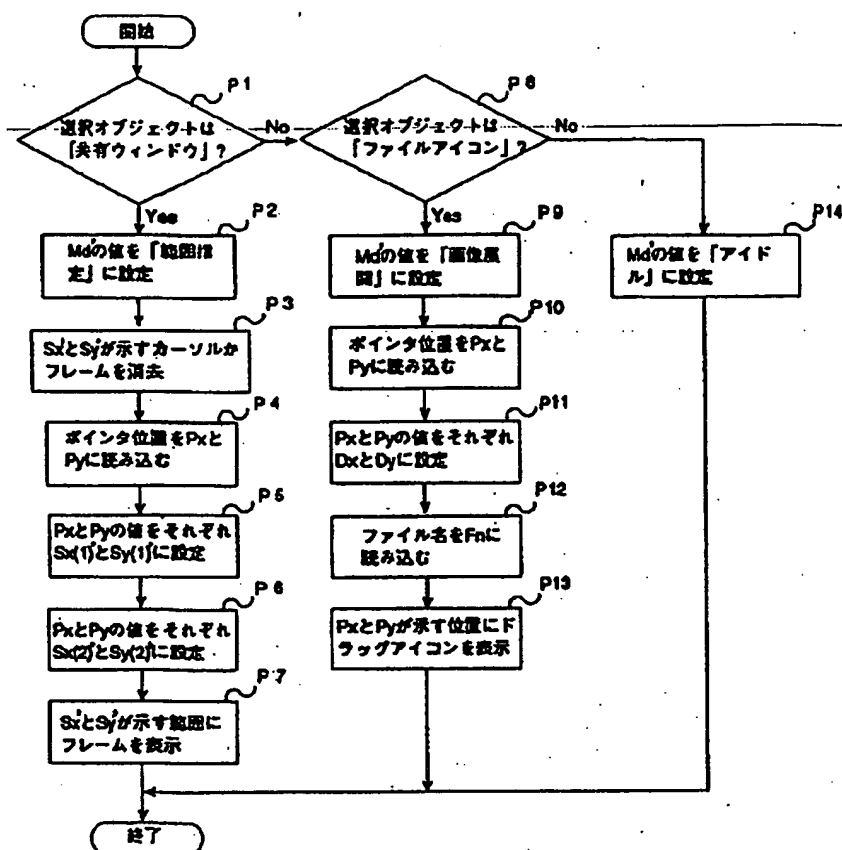 開始
P1
選択オブジェクトは
「共有ウィンドウ」?
No
Yes
P2
Md'の値を「範囲指
定」に設定
P3
Sx'とSy'が示すカーソルか
フレームを消去
P4
ポインタ位置をPxと
Pyに読み込む
P5
PxとPyの値をそれぞれ
Sx(1)'とSy(1)'に設定
P6
PxとPyの値をそれぞれ
Sx(2)'とSy(2)'に設定
P7
Sx'とSy'が示す範囲に
フレームを表示
終了
P8
選択オブジェクトは
「ファイルアイコン」?
No
Yes
P9
Md'の値を「画像展
開」に設定
P10
ポインタ位置をPxと
Pyに読み込む
P11
PxとPyの値をそれぞれ
DxとDyに設定
P12
ファイル名をFnに
読み込む
P13
PxとPyが示す位置にド
ラッグアイコンを表示
P14
Md'の値を「アイド
ル」に設定